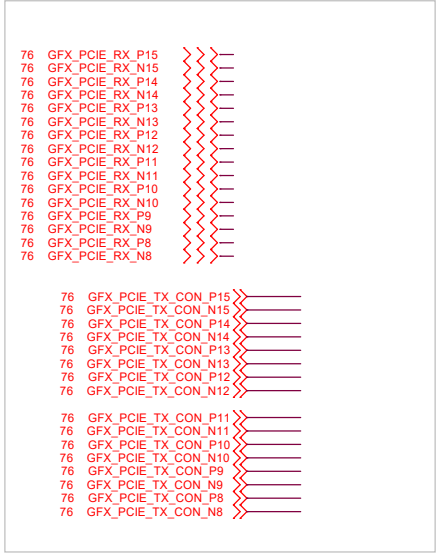 76 GFX_PCIE_RX_P15
76 GFX_PCIE_RX_N15
76 GFX_PCIE_RX_P14
76 GFX_PCIE_RX_N14
76 GFX_PCIE_RX_P13
76 GFX_PCIE_RX_N13
76 GFX_PCIE_RX_P12
76 GFX_PCIE_RX_N12
76 GFX_PCIE_RX_P11
76 GFX_PCIE_RX_N11
76 GFX_PCIE_RX_P10
76 GFX_PCIE_RX_N10
76 GFX_PCIE_RX_P9
76 GFX_PCIE_RX_N9
76 GFX_PCIE_RX_P8
76 GFX_PCIE_RX_N8
76 GFX_PCIE_TX_CON_P15
76 GFX_PCIE_TX_CON_N15
76 GFX_PCIE_TX_CON_P14
76 GFX_PCIE_TX_CON_N14
76 GFX_PCIE_TX_CON_P13
76 GFX_PCIE_TX_CON_N13
76 GFX_PCIE_TX_CON_P12
76 GFX_PCIE_TX_CON_N12
76 GFX_PCIE_TX_CON_P11
76 GFX_PCIE_TX_CON_N11
76 GFX_PCIE_TX_CON_P10
76 GFX_PCIE_TX_CON_N10
76 GFX_PCIE_TX_CON_P9
76 GFX_PCIE_TX_CON_N9
76 GFX_PCIE_TX_CON_P8
76 GFX_PCIE_TX_CON_N8